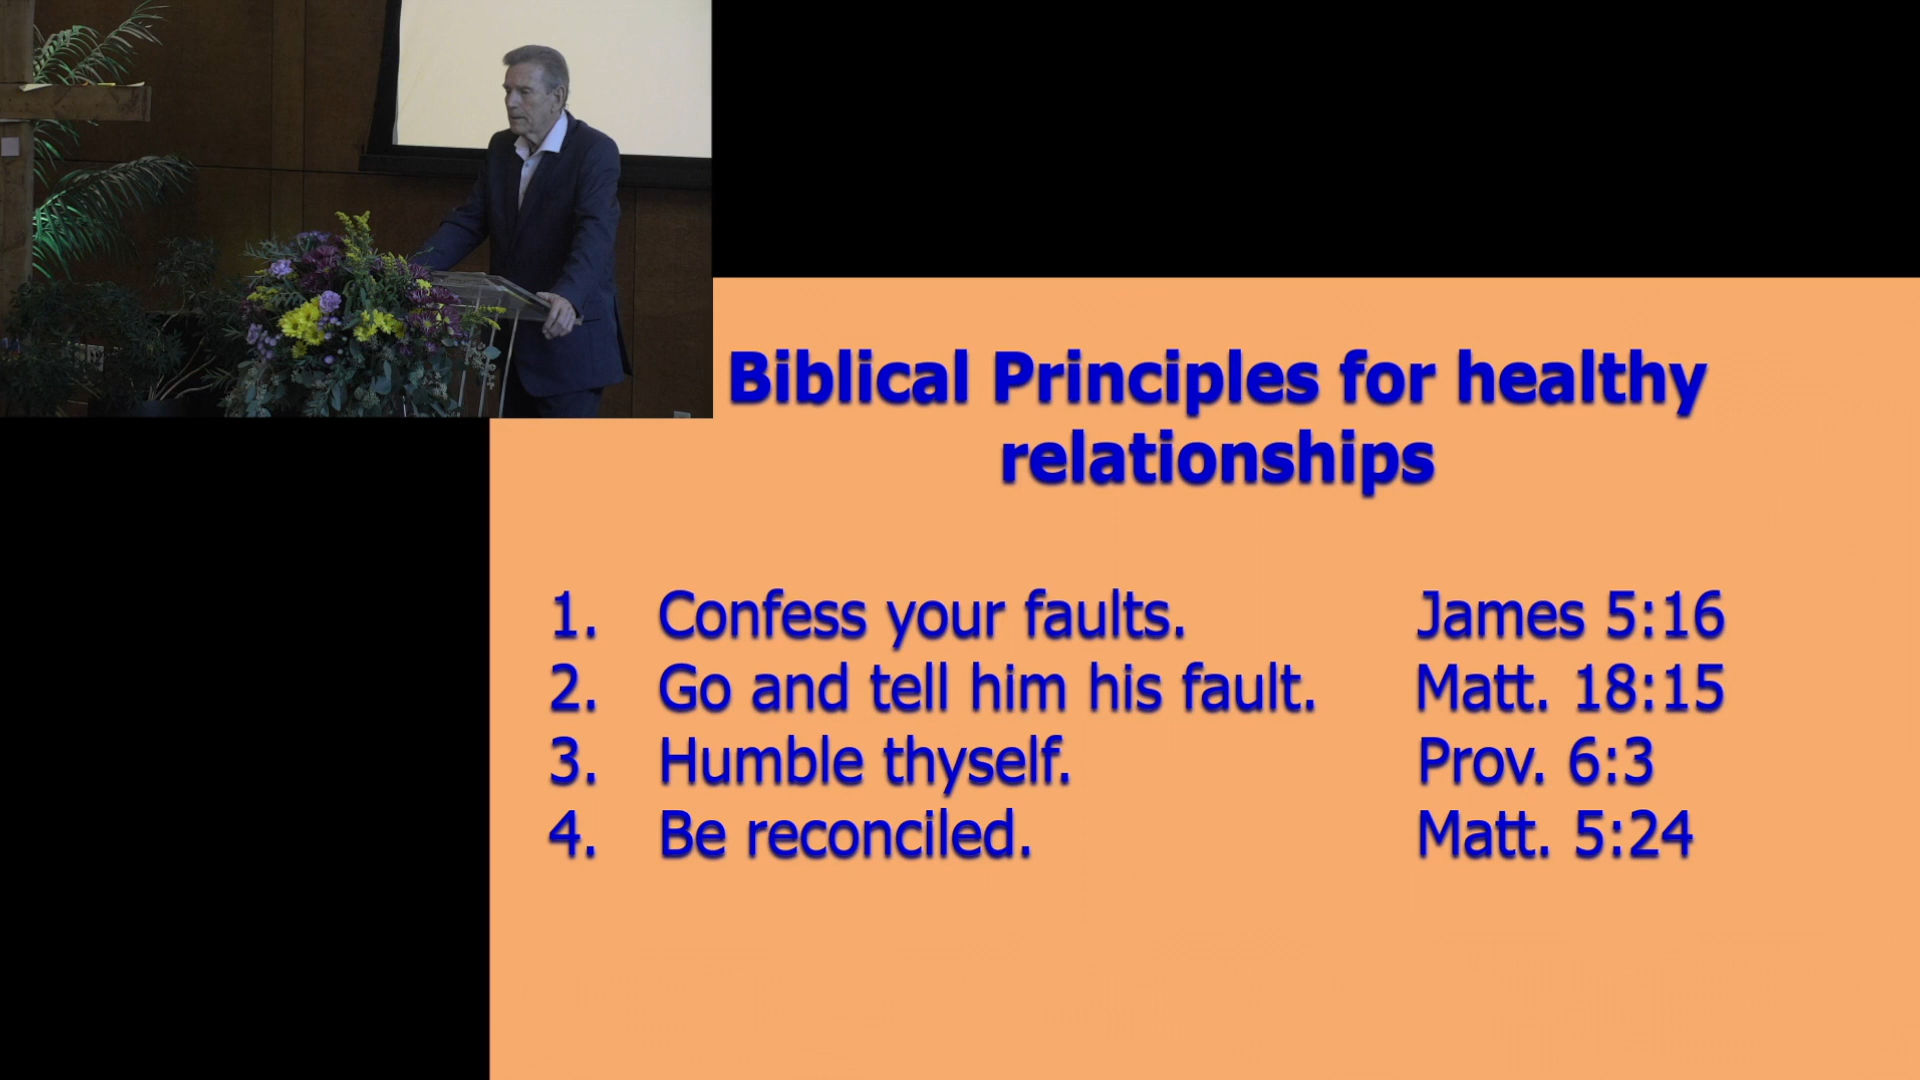 Biblical Principles for healthy
relationships
1. Confess your faults. James 5:16
2. Go and tell him his fault. Matt. 18:15
3. Humble thyself. Prov. 6:3
4. Be reconciled. Matt. 5:24